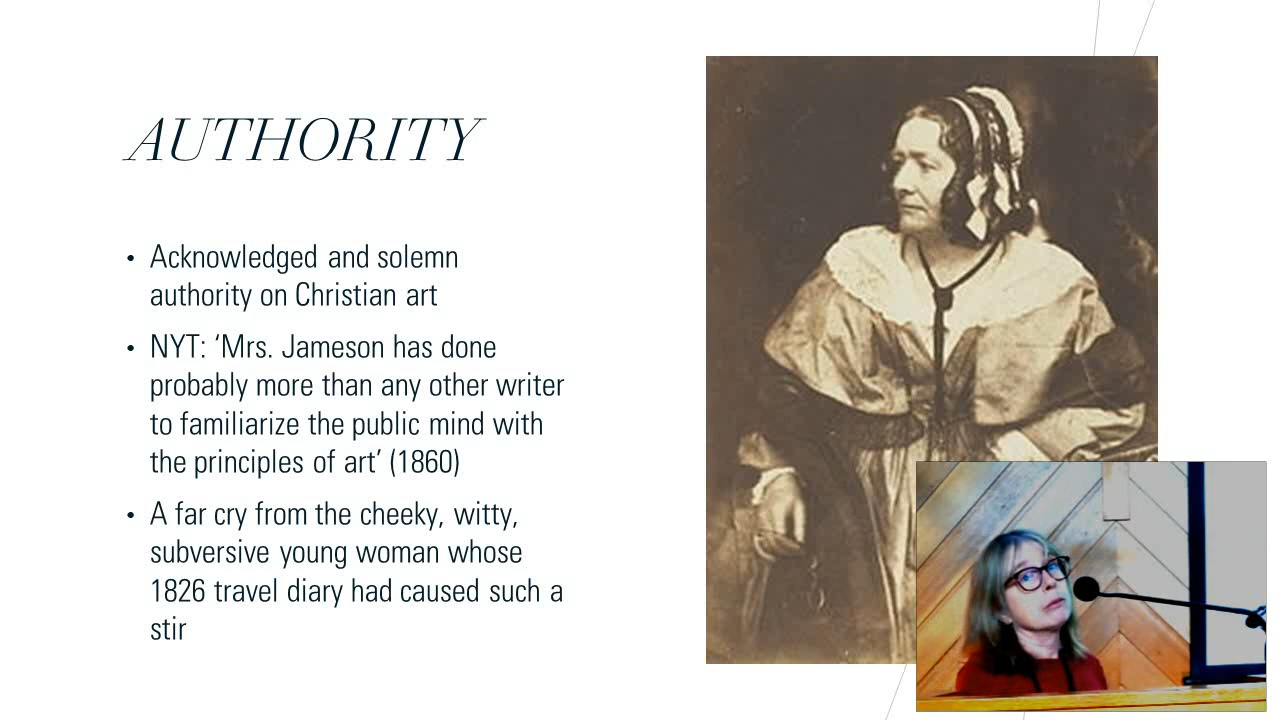 AUTHORITY
• Acknowledged and solemn
authority on Christian art
• NYT: ‘Mrs. Jameson has done
probably more than any other writer
to familiarize the public mind with
the principles of art’ (1860)
• A far cry from the cheeky, witty,
subversive young woman whose
1826 travel diary had caused such a
stir